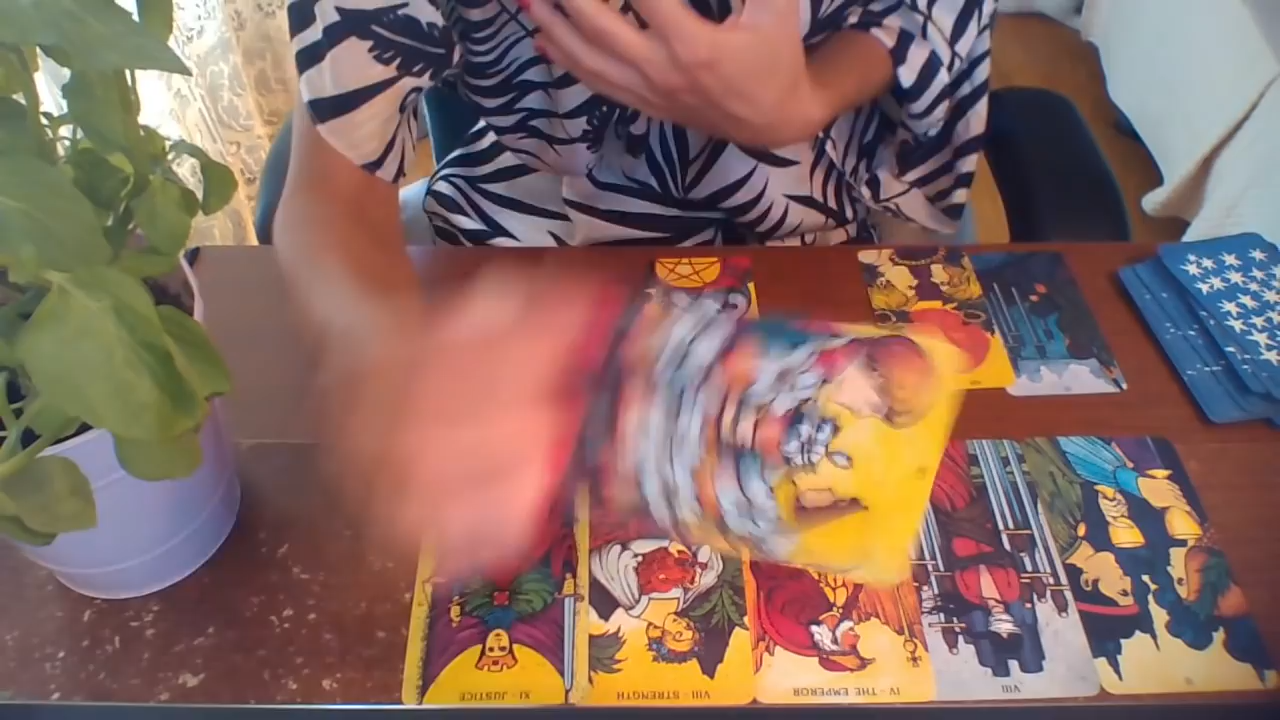 XI - JUSTICE
VIII - STRENGTH
IV - THE EMPEROR
VIII